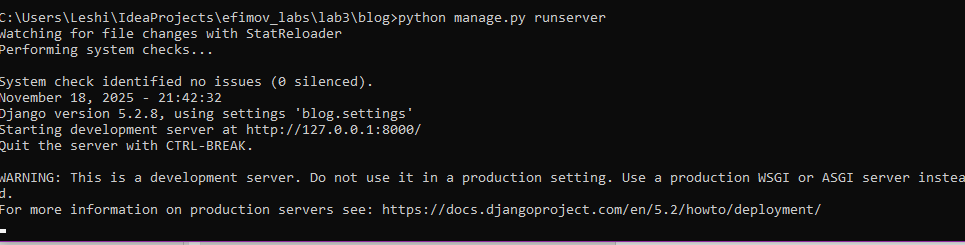 C:\Users\Leshi\IdeaProjects\efimov_labs\lab3\blog>python manage.py runserver
Watching for file changes with StatReloader
Performing system checks...
System check identified no issues (0 silenced).
November 18, 2025 - 21:42:32
Django version 5.2.8, using settings 'blog.settings'
Starting development server at http://127.0.0.1:8000/
Quit the server with CTRL-BREAK.
WARNING: This is a development server. Do not use it in a production setting. Use a production WSGI or ASGI server instea
d.
For more information on production servers see: https://docs.djangoproject.com/en/5.2/howto/deployment/